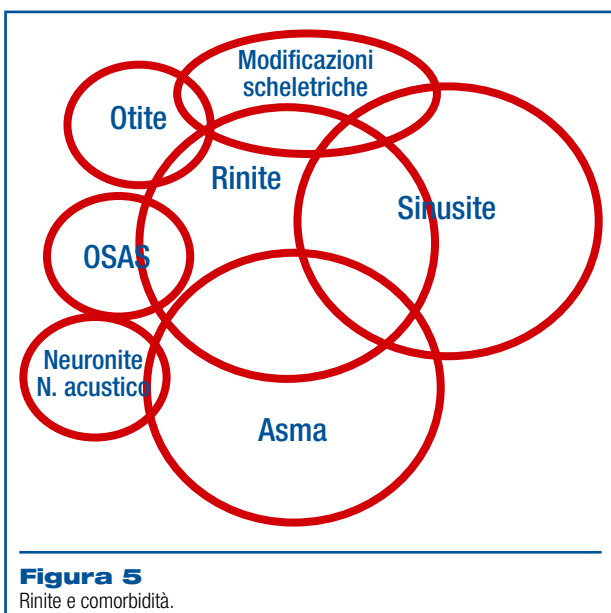 Modificazioni
scheletriche
Otite
Rinite
Sinusite
OSAS
Neuronite
N. acustico
Asma
Figura 5
Rinite e comorbidità.